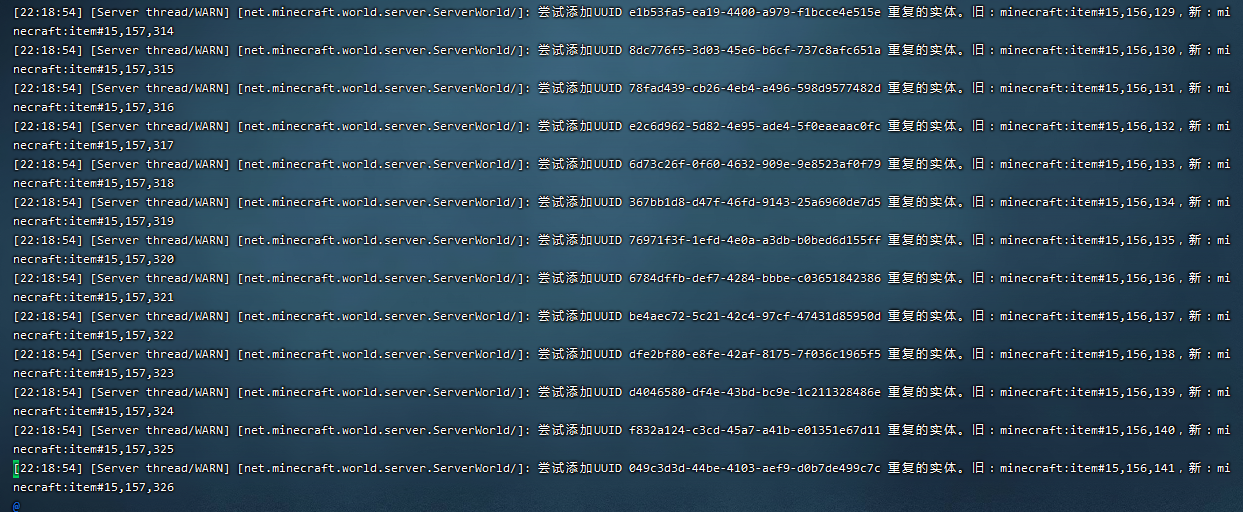 [22:18:54] [Server thread/WARN] [net.minecraft.world.server.ServerWorld/]: 尝试添加UUID e1b53fa5-ea19-4400-a979-f1bcce4e515e 重复的实体。旧：minecraft:item#15,156,129，新：mi
necraft:item#15,157,314
[22:18:54] [Server thread/WARN] [net.minecraft.world.server.ServerWorld/]: 尝试添加UUID 8dc776f5-3d03-45e6-b6cf-737c8afc651a 重复的实体。旧：minecraft:item#15,156,130，新：mi
necraft:item#15,157,315
[22:18:54] [Server thread/WARN] [net.minecraft.world.server.ServerWorld/]: 尝试添加UUID 78fad439-cb26-4eb4-a496-598d9577482d 重复的实体。旧：minecraft:item#15,156,131，新：mi
necraft:item#15,157,316
[22:18:54] [Server thread/WARN] [net.minecraft.world.server.ServerWorld/]: 尝试添加UUID e2c6d962-5d82-4e95-ade4-5f0eaeaac0fc 重复的实体。旧：minecraft:item#15,156,132，新：mi
necraft:item#15,157,317
[22:18:54] [Server thread/WARN] [net.minecraft.world.server.ServerWorld/]: 尝试添加UUID 6d73c26f-0f60-4632-909e-9e8523af0f79 重复的实体。旧：minecraft:item#15,156,133，新：mi
necraft:item#15,157,318
[22:18:54] [Server thread/WARN] [net.minecraft.world.server.ServerWorld/]: 尝试添加UUID 367bb1d8-d47f-46fd-9143-25a6960de7d5 重复的实体。旧：minecraft:item#15,156,134，新：mi
necraft:item#15,157,319
[22:18:54] [Server thread/WARN] [net.minecraft.world.server.ServerWorld/]: 尝试添加UUID 76971f3f-1efd-4e0a-a3db-b0bed6d155ff 重复的实体。旧：minecraft:item#15,156,135，新：mi
necraft:item#15,157,320
[22:18:54] [Server thread/WARN] [net.minecraft.world.server.ServerWorld/]: 尝试添加UUID 6784dffb-def7-4284-bbbe-c03651842386 重复的实体。旧：minecraft:item#15,156,136，新：mi
necraft:item#15,157,321
[22:18:54] [Server thread/WARN] [net.minecraft.world.server.ServerWorld/]: 尝试添加UUID be4aec72-5c21-42c4-97cf-47431d85950d 重复的实体。旧：minecraft:item#15,156,137，新：mi
necraft:item#15,157,322
[22:18:54] [Server thread/WARN] [net.minecraft.world.server.ServerWorld/]: 尝试添加UUID dfe2bf80-e8fe-42af-8175-7f036c1965f5 重复的实体。旧：minecraft:item#15,156,138，新：mi
necraft:item#15,157,323
[22:18:54] [Server thread/WARN] [net.minecraft.world.server.ServerWorld/]: 尝试添加UUID d4046580-df4e-43bd-bc9e-1c211328486e 重复的实体。旧：minecraft:item#15,156,139，新：mi
necraft:item#15,157,324
[22:18:54] [Server thread/WARN] [net.minecraft.world.server.ServerWorld/]: 尝试添加UUID f832a124-c3cd-45a7-a41b-e01351e67d11 重复的实体。旧：minecraft:item#15,156,140，新：mi
necraft:item#15,157,325
[22:18:54] [Server thread/WARN] [net.minecraft.world.server.ServerWorld/]: 尝试添加UUID 049c3d3d-44be-4103-aef9-d0b7de499c7c 重复的实体。旧：minecraft:item#15,156,141，新：mi
necraft:item#15,157,326
@